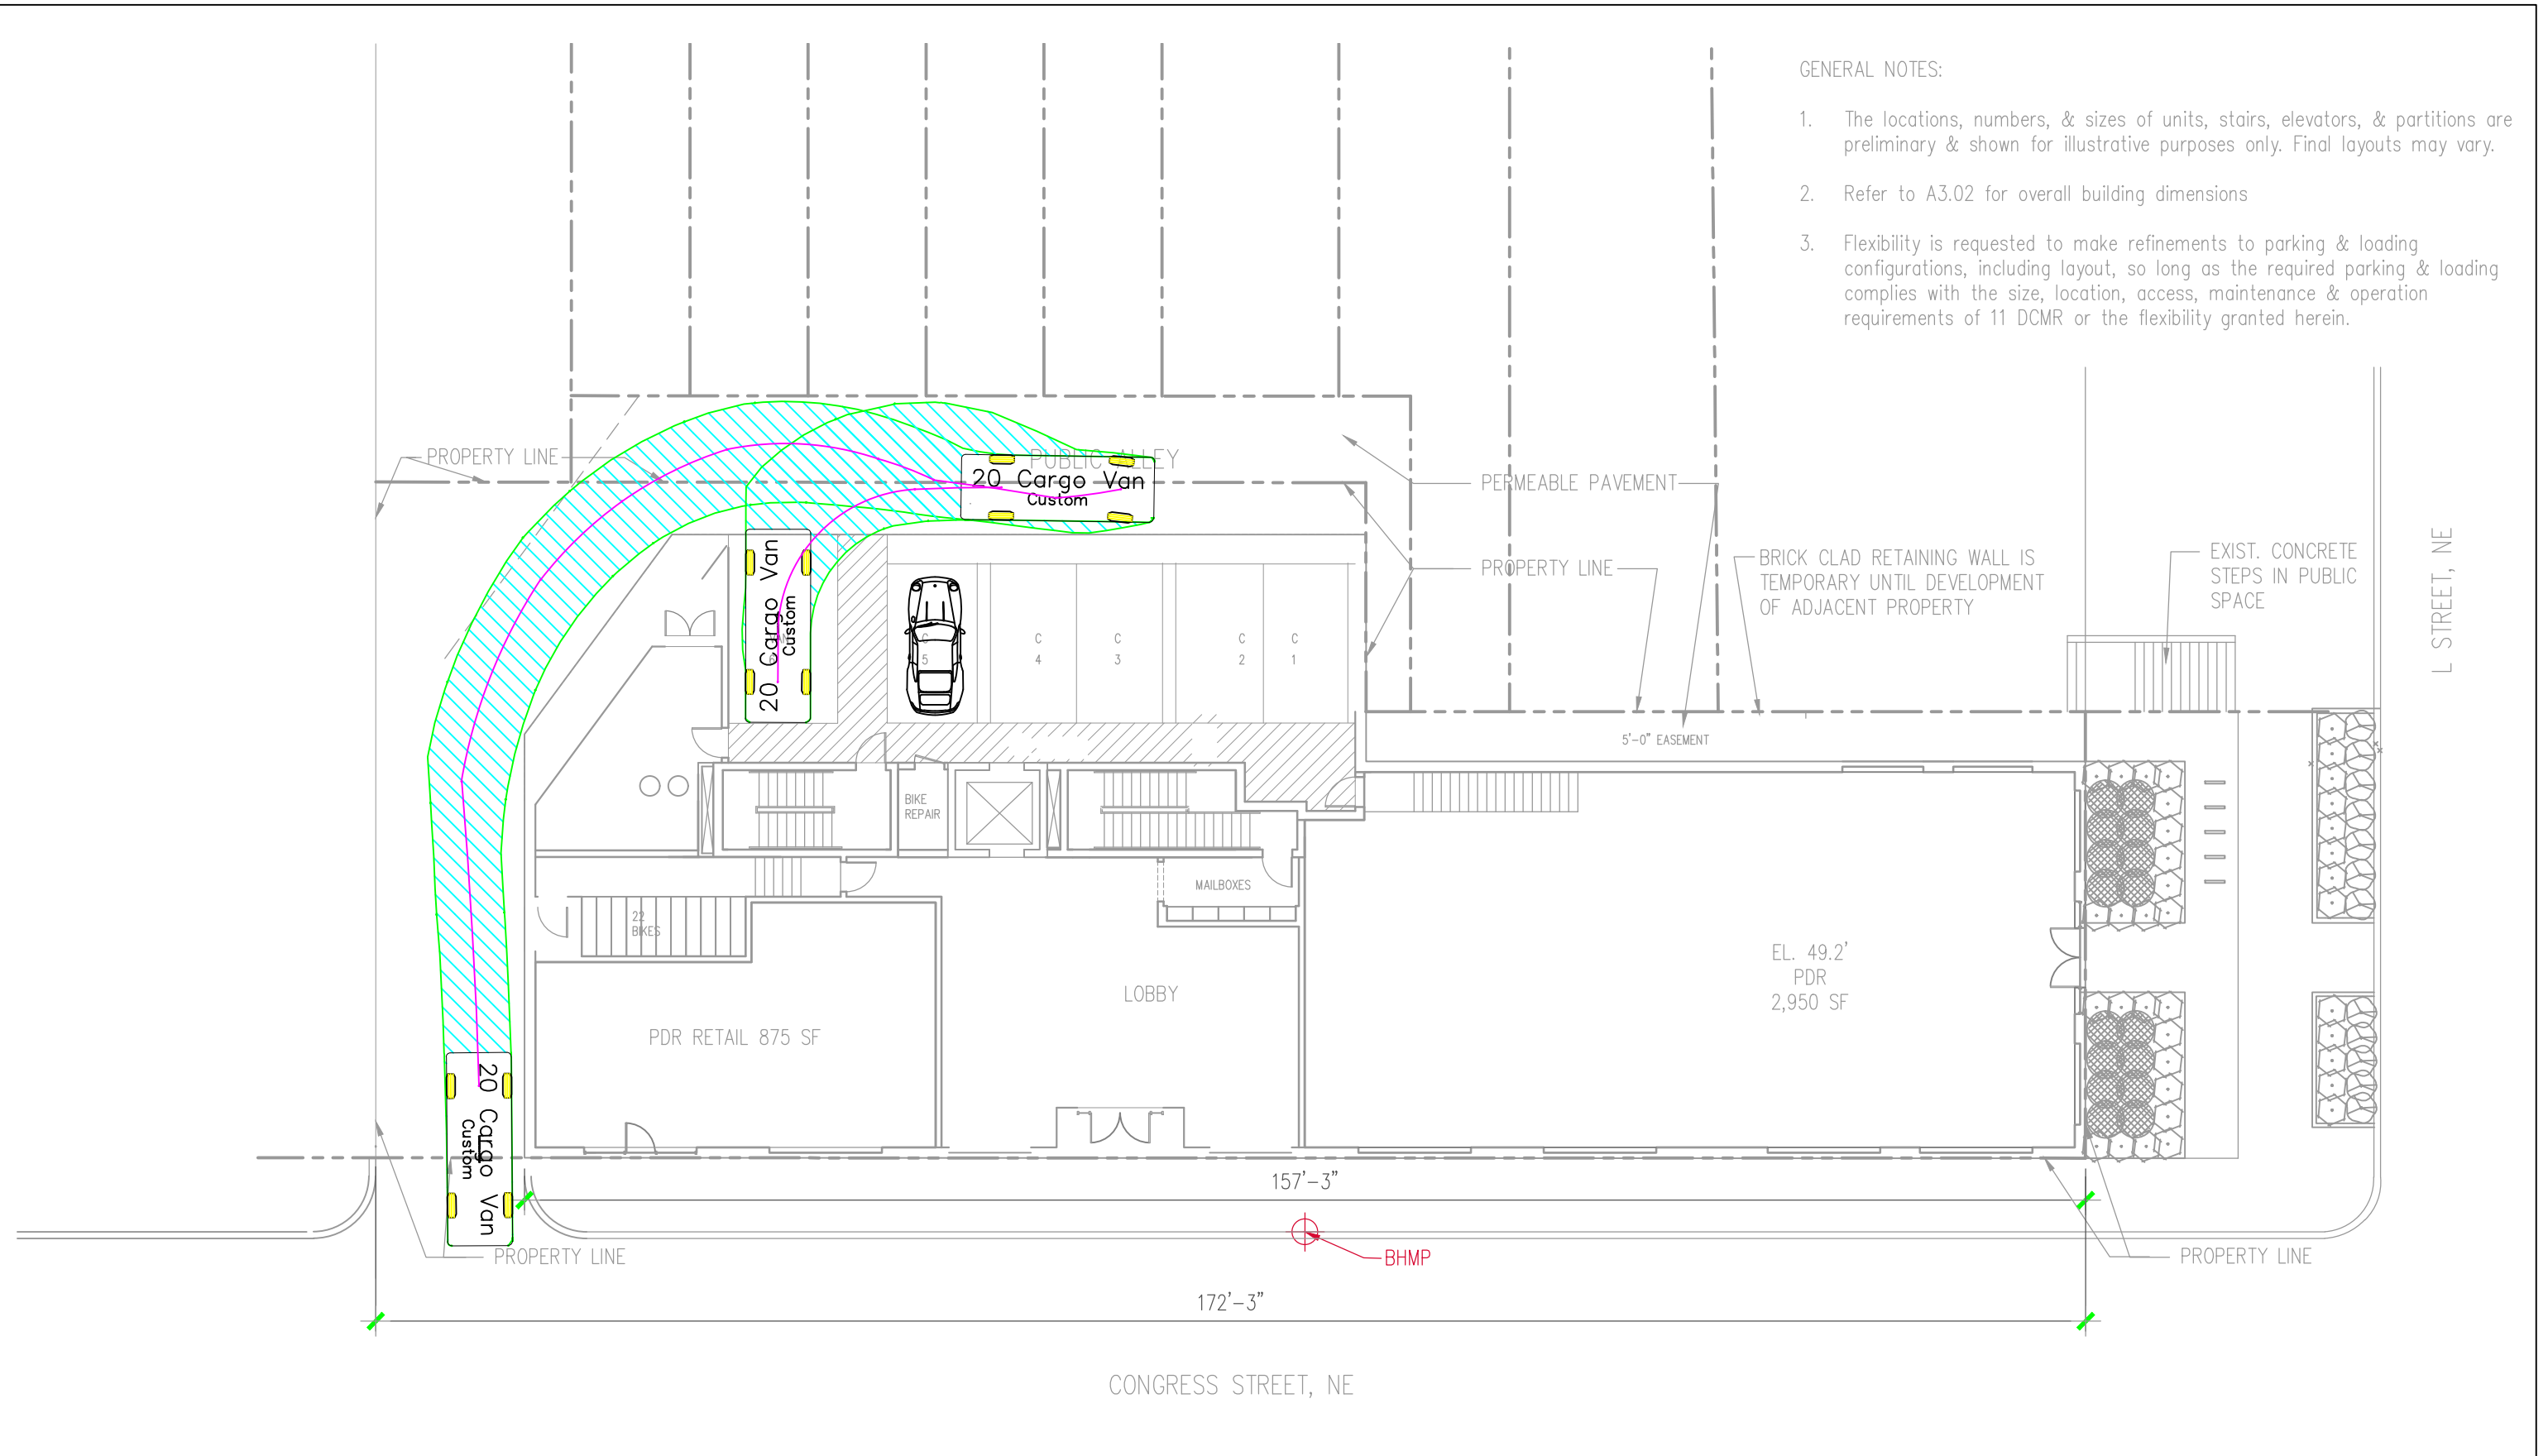 GENERAL NOTES:
1. The locations, numbers, & sizes of units, stairs, elevators, & partitions are
preliminary & shown for illustrative purposes only. Final layouts may vary.
2. Refer to A3.02 for overall building dimensions
3. Flexibility is requested to make refinements to parking & loading
configurations, including layout, so long as the required parking & loading
complies with the size, location, access, maintenance & operation
requirements of 11 DCMR or the flexibility granted herein.
PROPERTY LINE
PUBLIC ALLEY
20 Cargo Van
Custom
PERMEABLE PAVEMENT
PROPERTY LINE
BRICK CLAD RETAINING WALL IS
TEMPORARY UNTIL DEVELOPMENT
OF ADJACENT PROPERTY
EXIST. CONCRETE
STEPS IN PUBLIC
SPACE
L STREET, NE
20 Cargo Van
Custom
C
5
C
4
C
3
C
2
C
1
5'-0" EASEMENT
BIKE
REPAIR
MAILBOXES
22
BIKES
EL. 49.2'
PDR
2,950 SF
LOBBY
PDR RETAIL 875 SF
20 Cargo Van
Custom
157'-3"
BHMP
PROPERTY LINE
PROPERTY LINE
172'-3"
CONGRESS STREET, NE